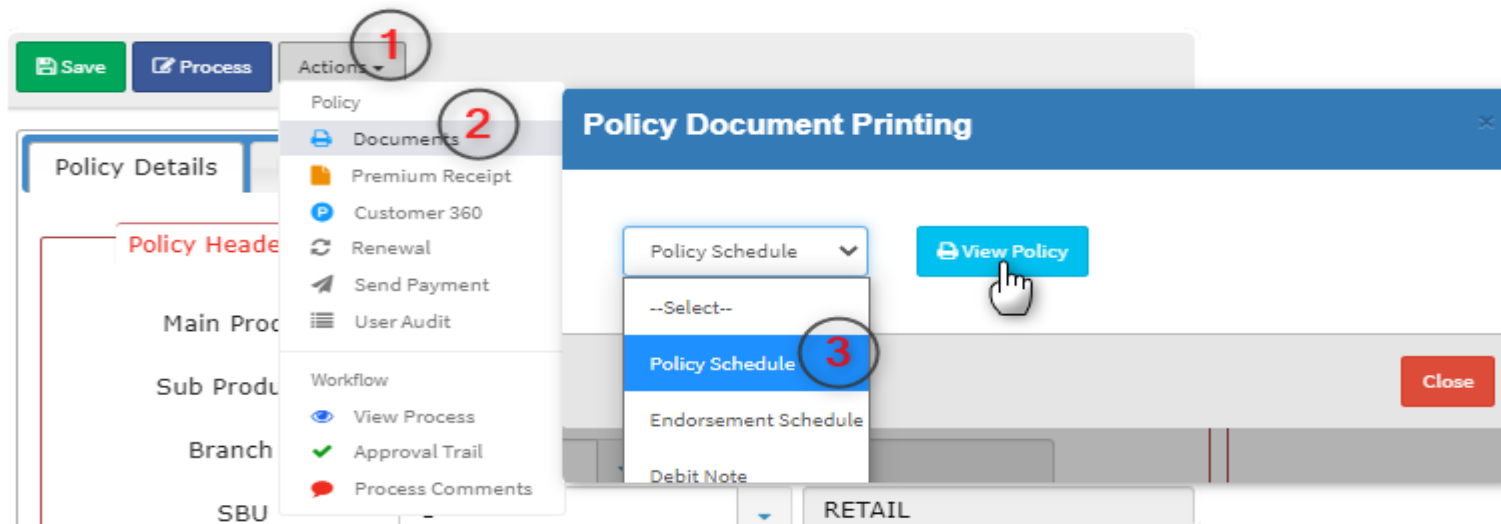 Save
Process
Actions
1
Policy
Documents
2
Premium Receipt
Customer 360
Renewal
Send Payment
User Audit
Workflow
View Process
Approval Trail
Process Comments
Policy Details
Policy Heade
Main Prod
Sub Produ
Branch
SBU
RETAIL
Policy Document Printing
×
Policy Schedule
View Policy
--Select--
Policy Schedule
3
Endorsement Schedule
Debit Note
Close